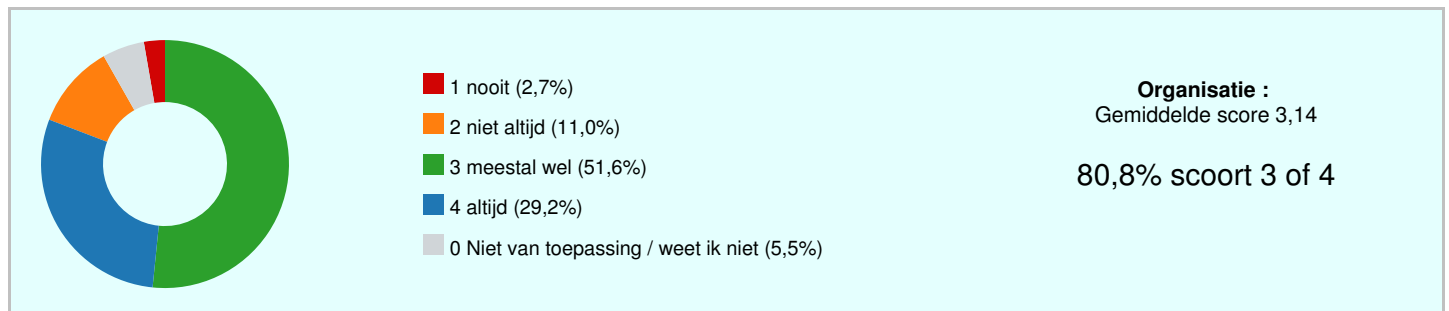 1 nooit (2,7%)
2 niet altijd (11,0%)
3 meestal wel (51,6%)
4 altijd (29,2%)
0 Niet van toepassing / weet ik niet (5,5%)
Organisatie :
Gemiddelde score 3,14
80,8% scoort 3 of 4